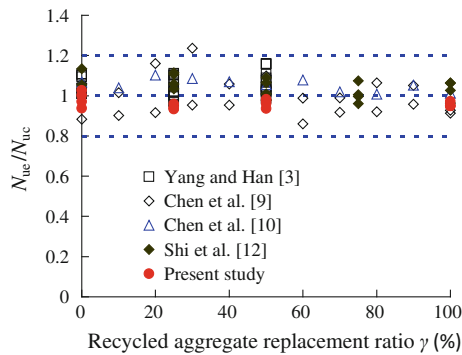 1.4
1.2
1
0.8
0.6
0.4
0.2
0
N_ue/N_uc
Yang and Han [3]
Chen et al. [9]
Chen et al. [10]
Shi et al. [12]
Present study
0 20 40 60 80 100
Recycled aggregate replacement ratio γ (%)